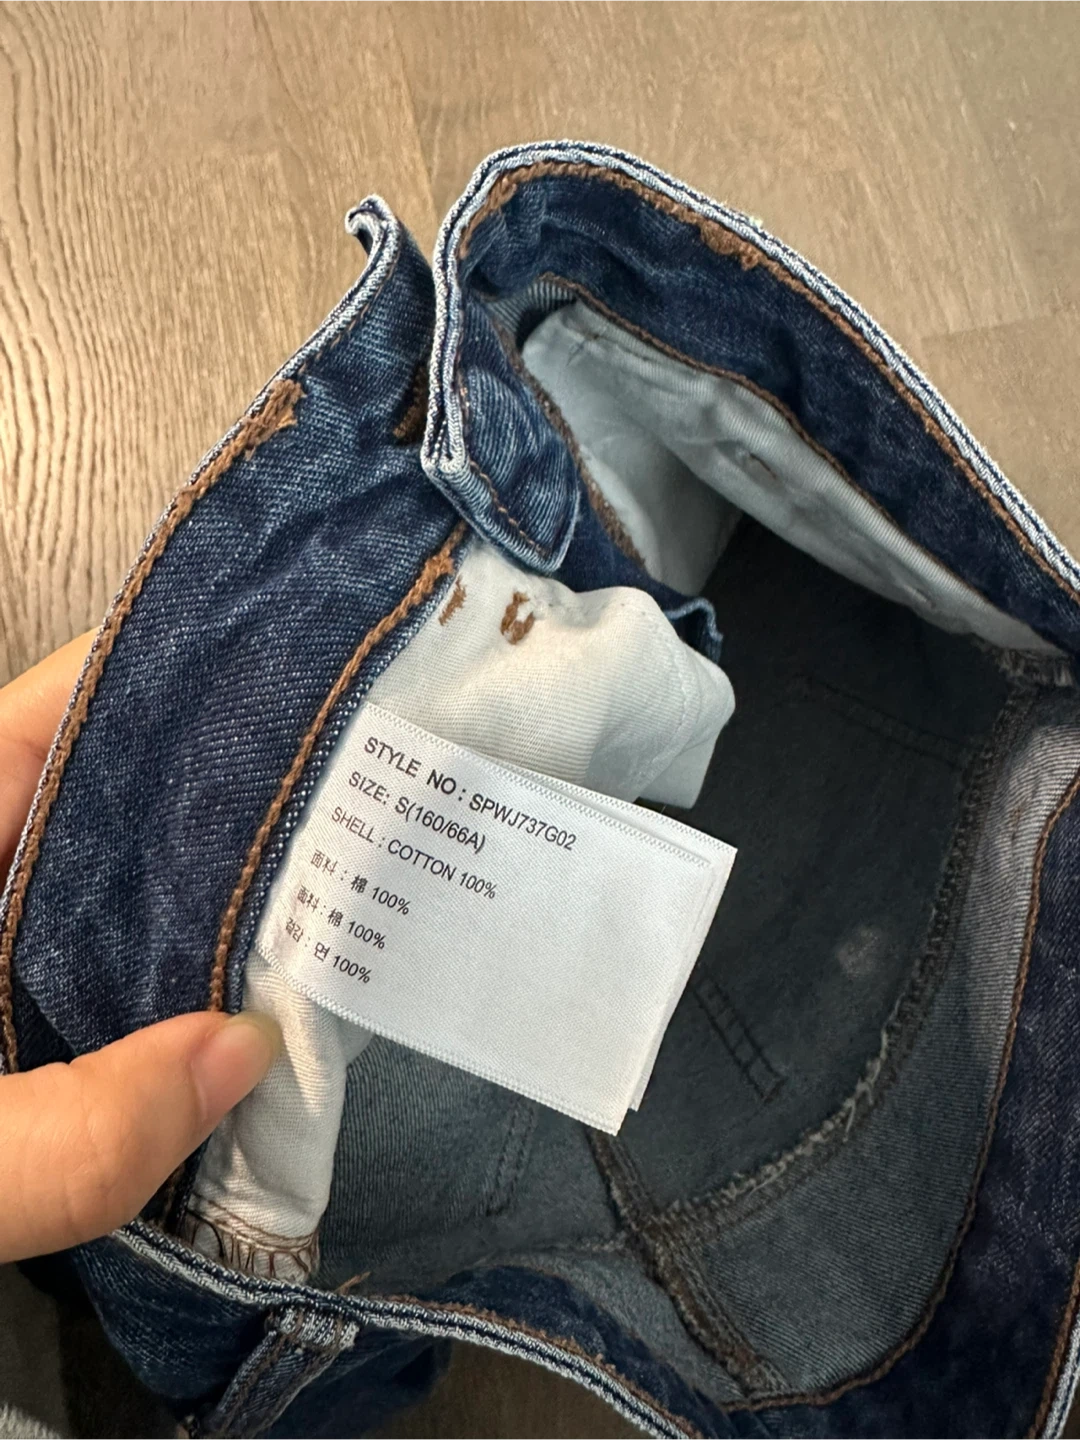 STYLE NO : SPWJ737G02
SIZE: S(160/66A)
SHELL : COTTON 100%
面料 : 棉 100%
面料 : 棉 100%
겉감 : 면 100%